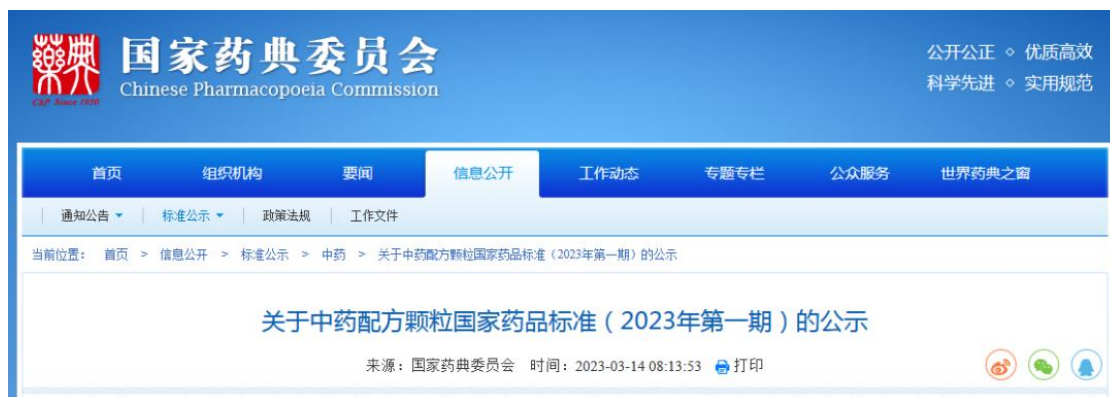 藥典
ChP Since 1950
国家药典委员会
Chinese Pharmacopoeia Commission
公开公正 ◇ 优质高效
科学先进 ◇ 实用规范
首页 组织机构 要闻 信息公开 工作动态 专题专栏 公众服务 世界药典之窗
通知公告 标准公示 政策法规 工作文件
当前位置： 首页 > 信息公开 > 标准公示 > 中药 > 关于中药配方颗粒国家药品标准（2023年第一期）的公示
关于中药配方颗粒国家药品标准（2023年第一期）的公示
来源：国家药典委员会 时间：2023-03-14 08:13:53 打印